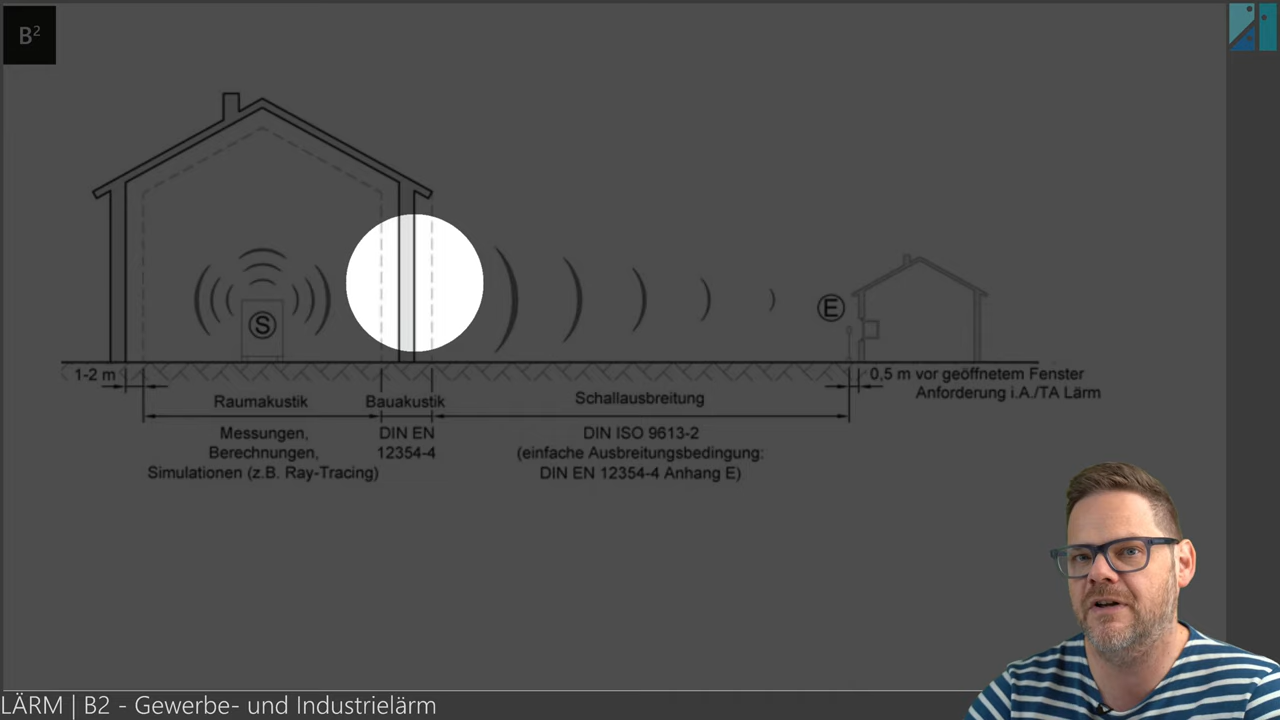 B²
S
E
1-2 m
0,5 m vor geöffnetem Fenster
Anforderung i.A./TA Lärm
Raumakustik
Bauakustik
Schallausbreitung
Messungen,
Berechnungen,
Simulationen (z.B. Ray-Tracing)
DIN EN
12354-4
DIN ISO 9613-2
(einfache Ausbreitungsbedingung:
DIN EN 12354-4 Anhang E)
LÄRM | B2 - Gewerbe- und Industrielärm